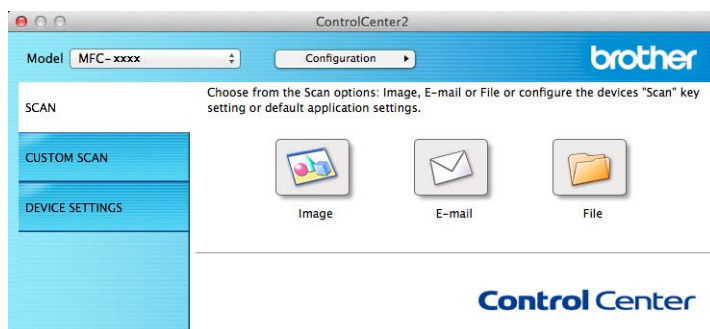 ControlCenter2
Model MFC-xxxx Configuration brother
SCAN
Choose from the Scan options: Image, E-mail or File or configure the devices "Scan" key
setting or default application settings.
CUSTOM SCAN
DEVICE SETTINGS
Image E-mail File
Control Center